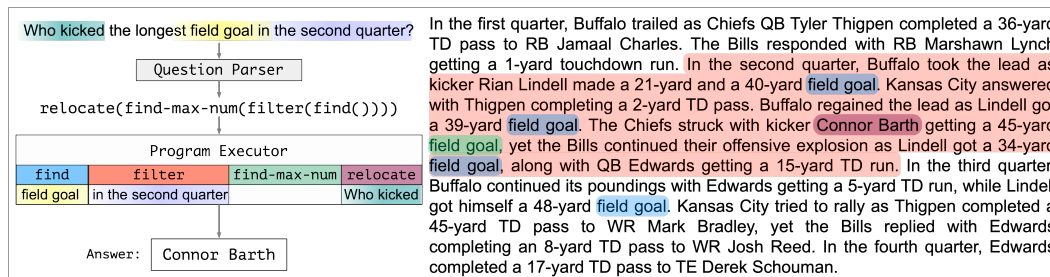 Who kicked the longest field goal in the second quarter?
Question Parser
relocate(find-max-num(filter(find())))
Program Executor
find filter find-max-num relocate
field goal in the second quarter Who kicked
Answer: Connor Barth
In the first quarter, Buffalo trailed as Chiefs QB Tyler Thigpen completed a 36-yard
TD pass to RB Jamaal Charles. The Bills responded with RB Marshawn Lynch
getting a 1-yard touchdown run. In the second quarter, Buffalo took the lead as
kicker Rian Lindell made a 21-yard and a 40-yard field goal. Kansas City answered
with Thigpen completing a 2-yard TD pass. Buffalo regained the lead as Lindell got
a 39-yard field goal. The Chiefs struck with kicker Connor Barth getting a 45-yard
field goal, yet the Bills continued their offensive explosion as Lindell got a 34-yard
field goal, along with QB Edwards getting a 15-yard TD run. In the third quarter,
Buffalo continued its poundings with Edwards getting a 5-yard TD run, while Lindell
got himself a 48-yard field goal. Kansas City tried to rally as Thigpen completed a
45-yard TD pass to WR Mark Bradley, yet the Bills replied with Edwards
completing an 8-yard TD pass to WR Josh Reed. In the fourth quarter, Edwards
completed a 17-yard TD pass to TE Derek Schouman.